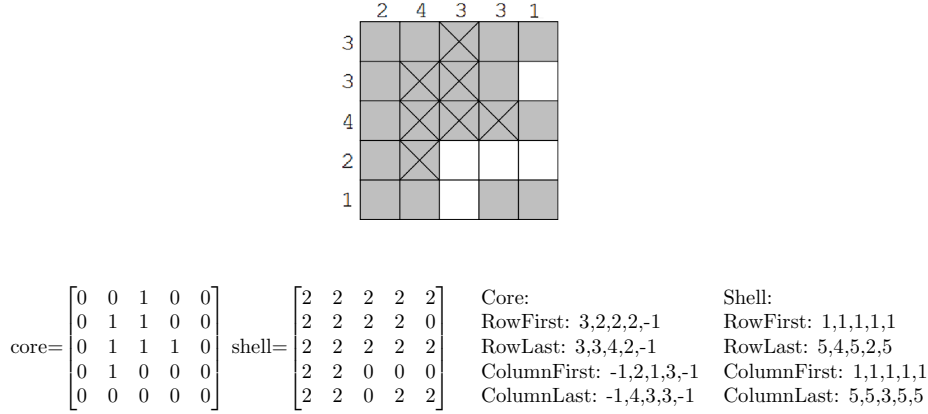 2 4 3 3 1
3
3
4
2
1
core=
0 0 1 0 0
0 1 1 0 0
0 1 1 1 0
0 1 0 0 0
0 0 0 0 0
shell=
2 2 2 2 2
2 2 2 2 0
2 2 2 2 2
2 2 0 0 0
2 2 0 2 2
Core:
RowFirst: 3,2,2,2,-1
RowLast: 3,3,4,2,-1
ColumnFirst: -1,2,1,3,-1
ColumnLast: -1,4,3,3,-1
Shell:
RowFirst: 1,1,1,1,1
RowLast: 5,4,5,2,5
ColumnFirst: 1,1,1,1,1
ColumnLast: 5,5,3,5,5